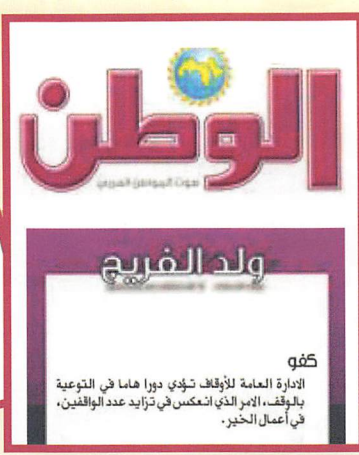 الوطن
صوت المواطن العربي
ولد الفريج
كفو
الادارة العامة للأوقاف تؤدي دورا هاما في التوعية
بالوقف، الامر الذي انعكس في تزايد عدد الواقفين،
في أعمال الخير.